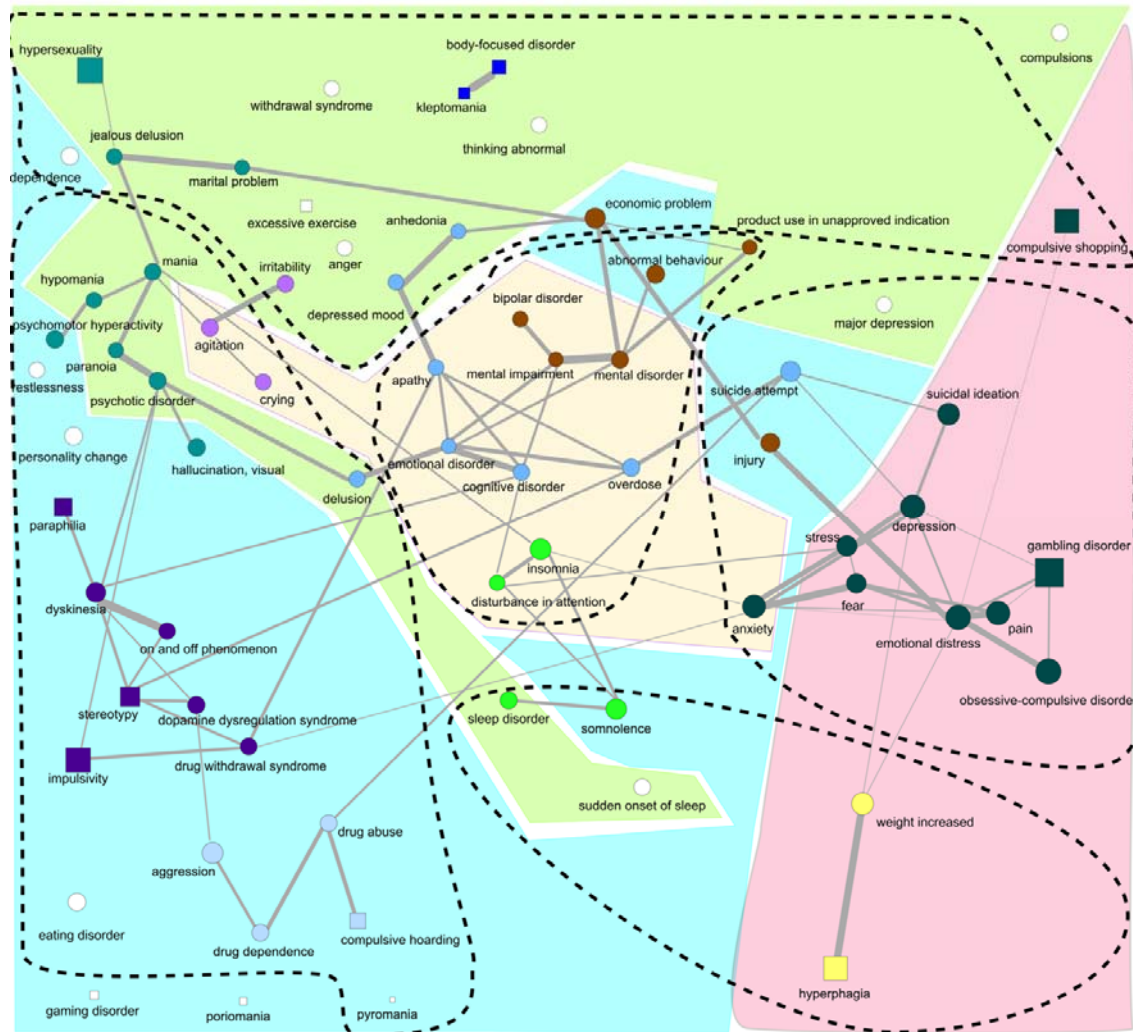 hypersexuality
body-focused disorder
compulsions
kleptomania
withdrawal syndrome
thinking abnormal
jealous delusion
dependence
marital problem
excessive exercise
anhedonia
economic problem
product use in unapproved indication
compulsive shopping
anger
mania
irritability
abnormal behaviour
hypomania
bipolar disorder
depressed mood
major depression
psychomotor hyperactivity
agitation
paranoia
mental impairment
mental disorder
restlessness
apathy
suicide attempt
crying
suicidal ideation
psychotic disorder
personality change
hallucination, visual
emotional disorder
injury
cognitive disorder
overdose
delusion
paraphilia
depression
stress
gambling disorder
insomnia
dyskinesia
disturbance in attention
fear
anxiety
pain
on and off phenomenon
emotional distress
obsessive-compulsive disorde
stereotypy
dopamine dysregulation syndrome
sleep disorder
somnolence
impulsivity
drug withdrawal syndrome
sudden onset of sleep
weight increased
drug abuse
aggression
eating disorder
drug dependence
compulsive hoarding
hyperphagia
gaming disorder
poriomania
pyromania